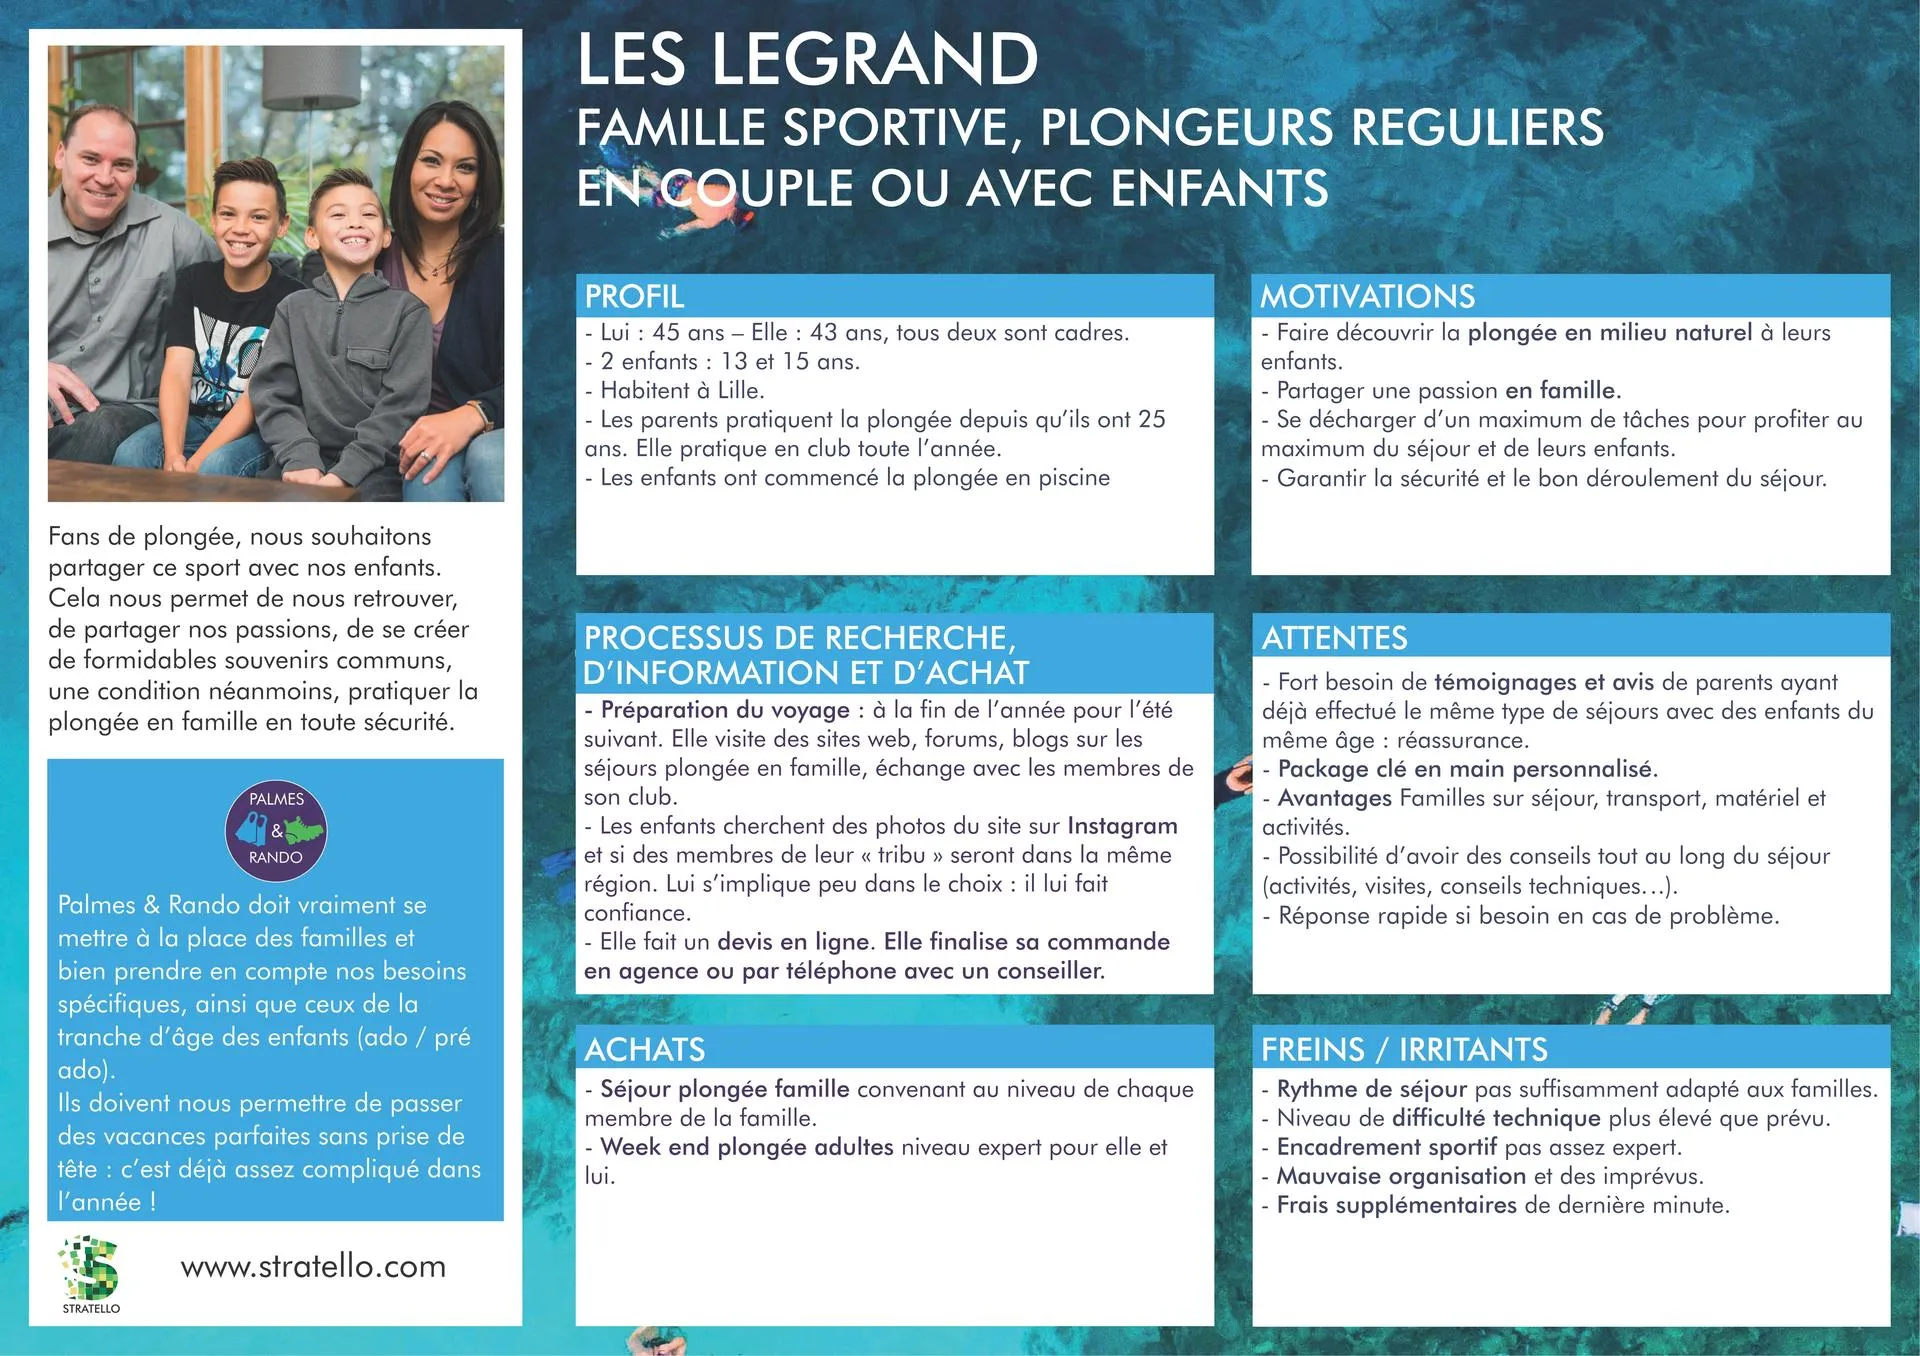 LES LEGRAND
FAMILLE SPORTIVE, PLONGEURS REGULIERS
EN COUPLE OU AVEC ENFANTS
Fans de plongée, nous souhaitons
partager ce sport avec nos enfants.
Cela nous permet de nous retrouver,
de partager nos passions, de se créer
de formidables souvenirs communs,
une condition néanmoins, pratiquer la
plongée en famille en toute sécurité.
PALMES
&
RANDO
Palmes & Rando doit vraiment se
mettre à la place des familles et
bien prendre en compte nos besoins
spécifiques, ainsi que ceux de la
tranche d’âge des enfants (ado / pré
ado).
Ils doivent nous permettre de passer
des vacances parfaites sans prise de
tête : c’est déjà assez compliqué dans
l’année !
STRATELLO
www.stratello.com
PROFIL
- Lui : 45 ans – Elle : 43 ans, tous deux sont cadres.
- 2 enfants : 13 et 15 ans.
- Habitent à Lille.
- Les parents pratiquent la plongée depuis qu’ils ont 25
ans. Elle pratique en club toute l’année.
- Les enfants ont commencé la plongée en piscine
MOTIVATIONS
- Faire découvrir la plongée en milieu naturel à leurs
enfants.
- Partager une passion en famille.
- Se décharger d’un maximum de tâches pour profiter au
maximum du séjour et de leurs enfants.
- Garantir la sécurité et le bon déroulement du séjour.
PROCESSUS DE RECHERCHE,
D’INFORMATION ET D’ACHAT
- Préparation du voyage : à la fin de l’année pour l’été
suivant. Elle visite des sites web, forums, blogs sur les
séjours plongée en famille, échange avec les membres de
son club.
- Les enfants cherchent des photos du site sur Instagram
et si des membres de leur « tribu » seront dans la même
région. Lui s’implique peu dans le choix : il lui fait
confiance.
- Elle fait un devis en ligne. Elle finalise sa commande
en agence ou par téléphone avec un conseiller.
ATTENTES
- Fort besoin de témoignages et avis de parents ayant
déjà effectué le même type de séjours avec des enfants du
même âge : réassurance.
- Package clé en main personnalisé.
- Avantages Familles sur séjour, transport, matériel et
activités.
- Possibilité d’avoir des conseils tout au long du séjour
(activités, visites, conseils techniques…).
- Réponse rapide si besoin en cas de problème.
ACHATS
- Séjour plongée famille convenant au niveau de chaque
membre de la famille.
- Week end plongée adultes niveau expert pour elle et
lui.
FREINS / IRRITANTS
- Rythme de séjour pas suffisamment adapté aux familles.
- Niveau de difficulté technique plus élevé que prévu.
- Encadrement sportif pas assez expert.
- Mauvaise organisation et des imprévus.
- Frais supplémentaires de dernière minute.